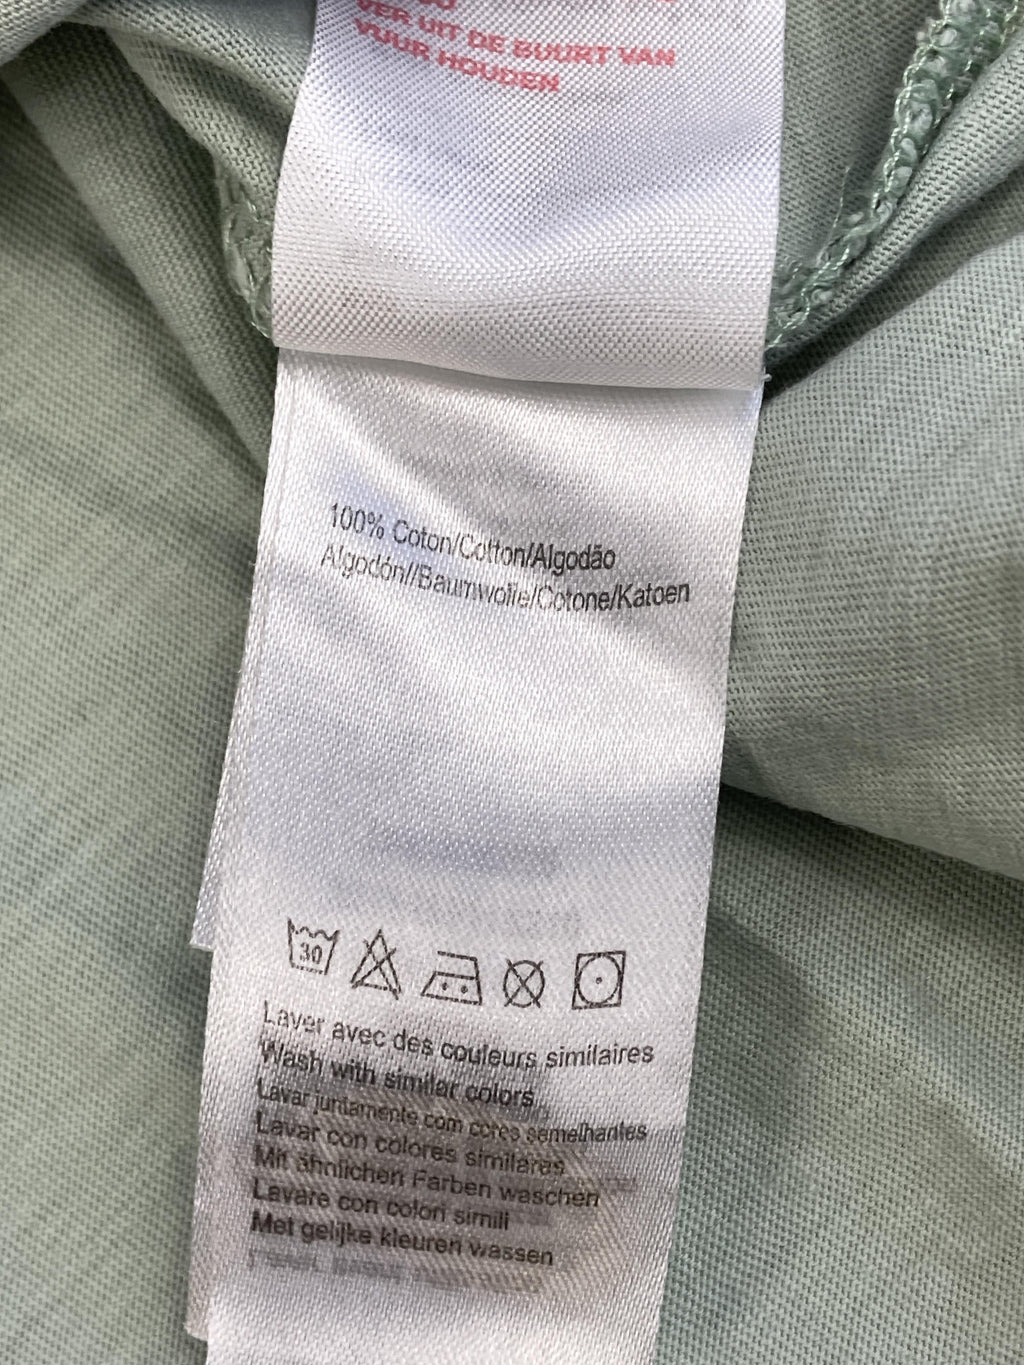 VER UIT DE BUURT VAN
VUUR HOUDEN
100% Coton/Cotton/Algodão
Algodón//Baumwolle/Cotone/Katoen
30
Laver avec des couleurs similaires
Wash with similar colors
Lavar juntamente com cores semelhantes
Lavar con colores similares
Mit ähnlichen Farben waschen
Lavare con colori simili
Met gelijke kleuren wassen